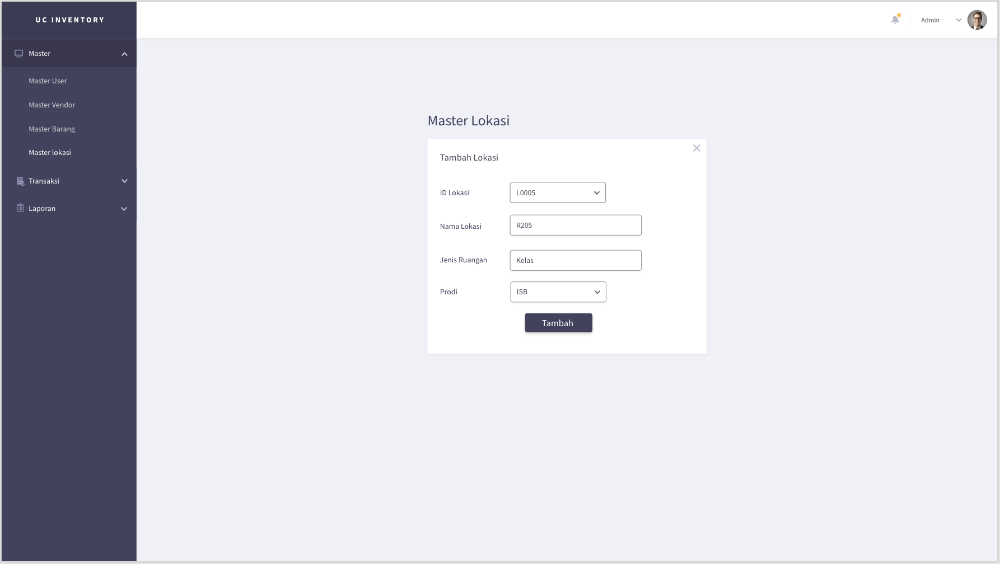 UC INVENTORY
Admin
Master
Master User
Master Vendor
Master Barang
Master lokasi
Transaksi
Laporan
Master Lokasi
Tambah Lokasi
ID Lokasi
L0005
Nama Lokasi
R205
Jenis Ruangan
Kelas
Prodi
ISB
Tambah